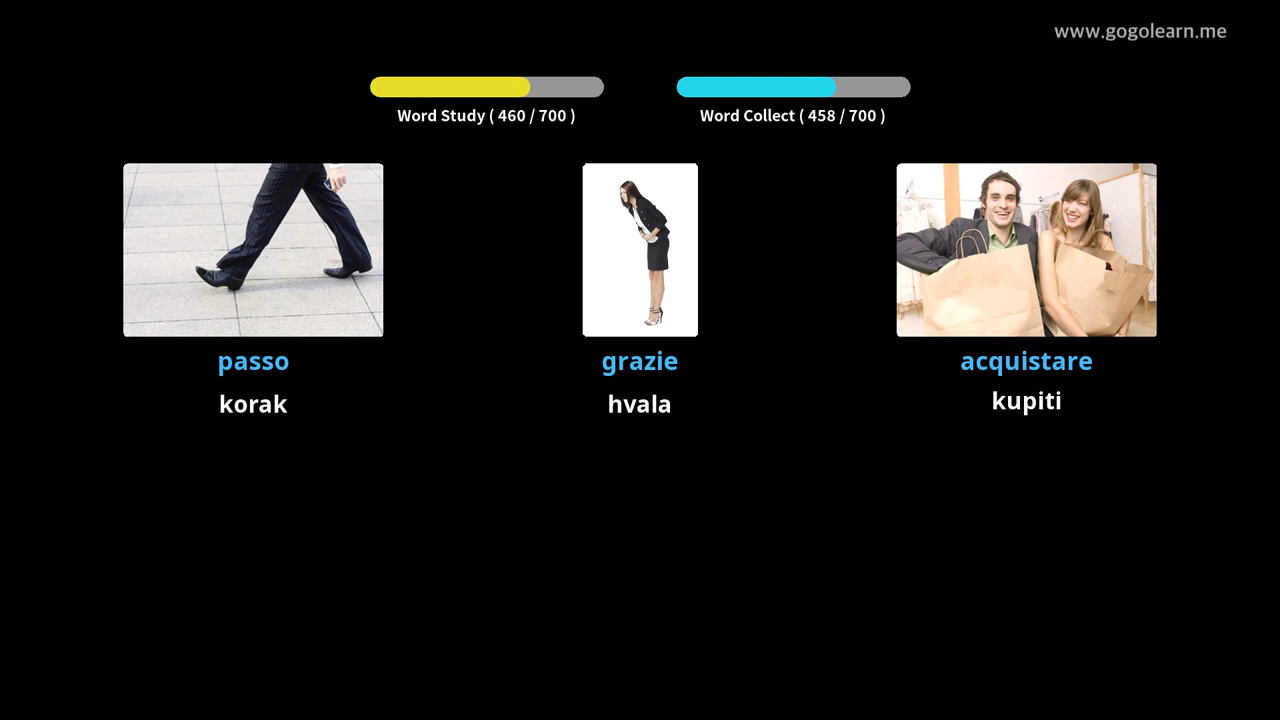 www.gogolearn.me
Word Study ( 460 / 700 )
Word Collect ( 458 / 700 )
passo
korak
grazie
hvala
acquistare
kupiti